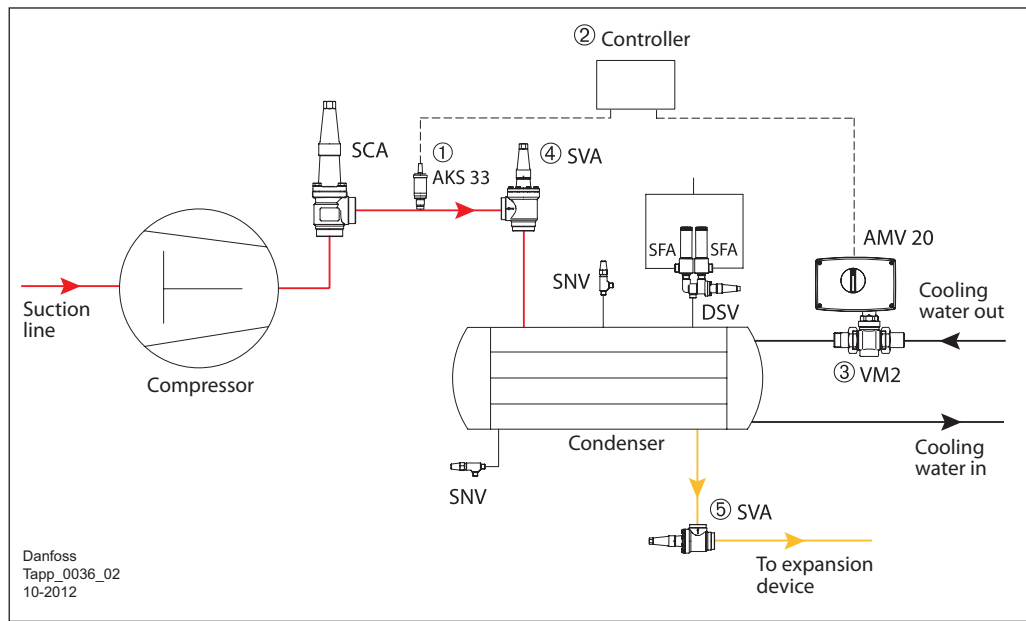 ② Controller
SCA
①
AKS 33
④ SVA
SFA
SFA
AMV 20
SNV
DSV
Cooling
water out
Suction
line
Compressor
③ VM2
Condenser
Cooling
water in
SNV
⑤ SVA
To expansion
device
Danfoss
Tapp_0036_02
10-2012